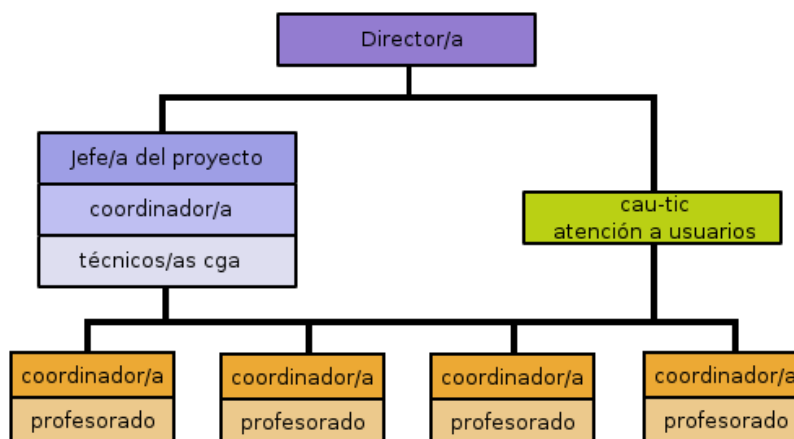 Director/a
Jefe/a del proyecto
coordinador/a
técnicos/as cga
cau-tic
atención a usuarios
coordinador/a
profesorado
coordinador/a
profesorado
coordinador/a
profesorado
coordinador/a
profesorado